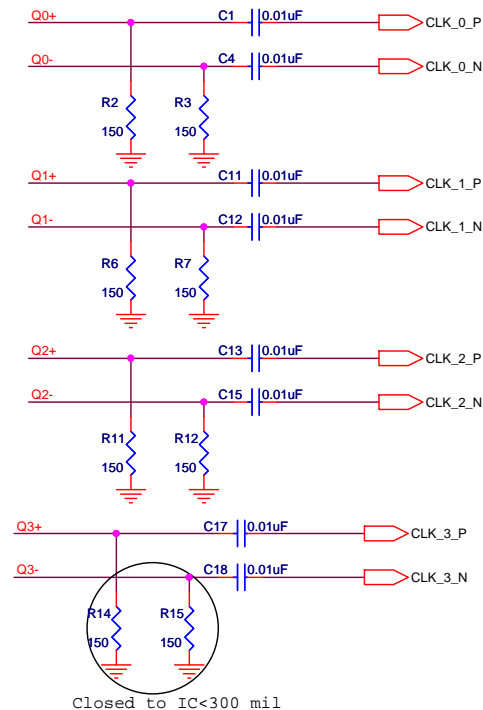 Q0+ C1 0.01uF CLK_0_P
Q0- C4 0.01uF CLK_0_N
R2 R3
150 150
Q1+ C11 0.01uF CLK_1_P
Q1- C12 0.01uF CLK_1_N
R6 R7
150 150
Q2+ C13 0.01uF CLK_2_P
Q2- C15 0.01uF CLK_2_N
R11 R12
150 150
Q3+ C17 0.01uF CLK_3_P
Q3- C18 0.01uF CLK_3_N
R14 R15
150 150
Closed to IC<300 mil